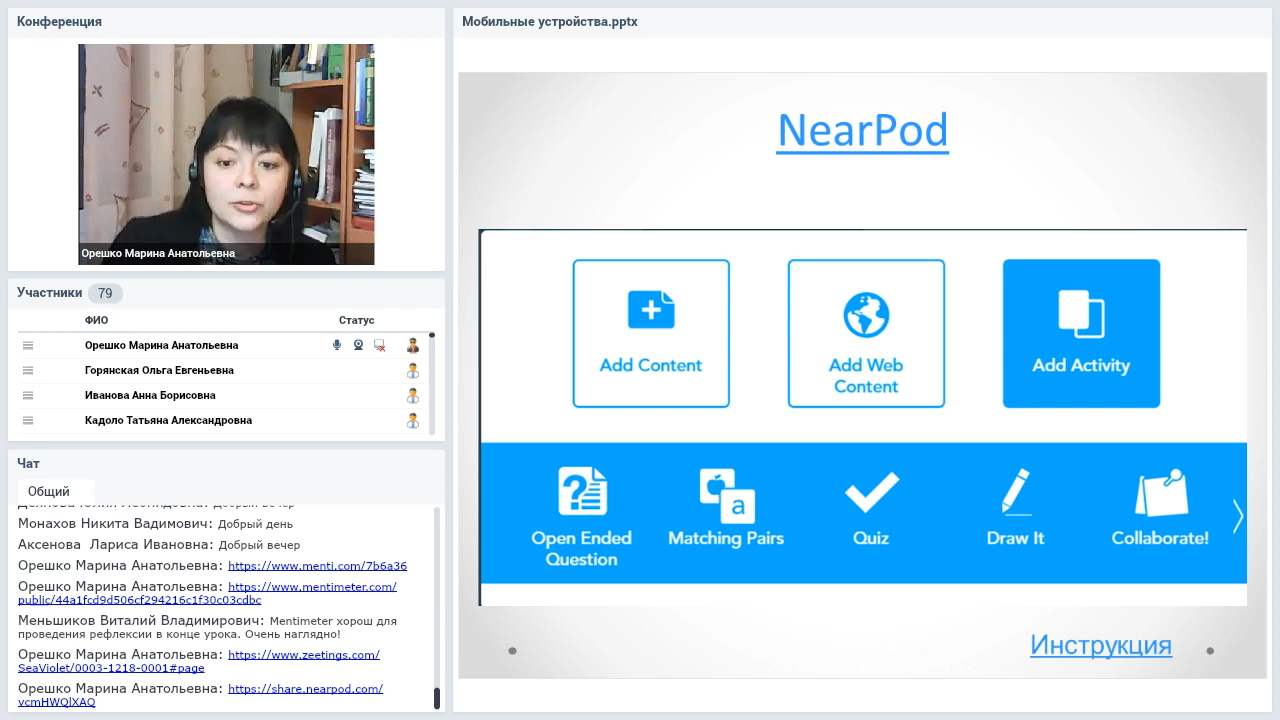 Конференция
Орешко Марина Анатольевна
Участники 79
ФИО Статус
Орешко Марина Анатольевна
Горянская Ольга Евгеньевна
Иванова Анна Борисовна
Кадоло Татьяна Александровна
Чат
Общий
Монахов Никита Вадимович: Добрый день
Аксенова Лариса Ивановна: Добрый вечер
Орешко Марина Анатольевна: https://www.menti.com/7b6a36
Орешко Марина Анатольевна: https://www.mentimeter.com/
public/44a1fcd9d506cf294216c1f30c03cdbc
Меньшиков Виталий Владимирович: Mentimeter хорош для
проведения рефлексии в конце урока. Очень наглядно!
Орешко Марина Анатольевна: https://www.zeetings.com/
SeaViolet/0003-1218-0001#page
Орешко Марина Анатольевна: https://share.nearpod.com/
vcmHWQlXAQ
Мобильные устройства.pptx
NearPod
Add Content
Add Web
Content
Add Activity
Open Ended
Question
Matching Pairs
a
Quiz
Draw It
Collaborate!
Инструкция